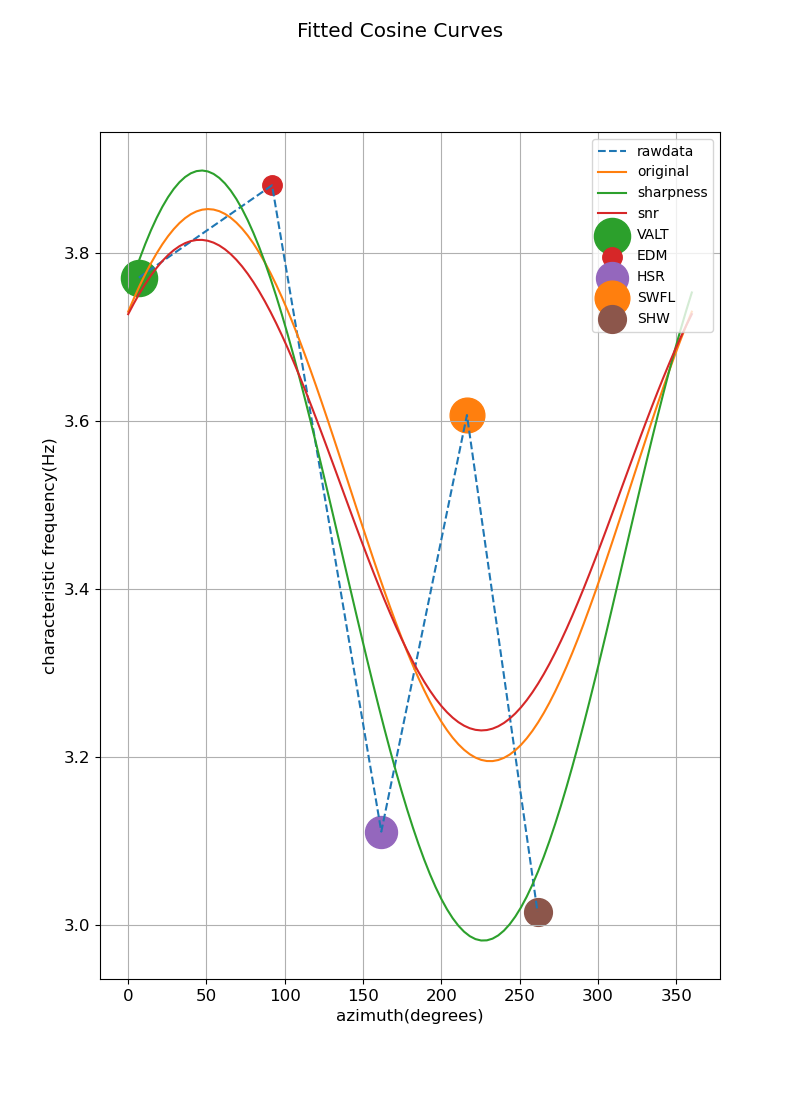 Fitted Cosine Curves
rawdata
original
sharpness
snr
VALT
EDM
HSR
SWFL
SHW
characteristic frequency(Hz)
3.8
3.6
3.4
3.2
3.0
0 50 100 150 200 250 300 350
azimuth(degrees)